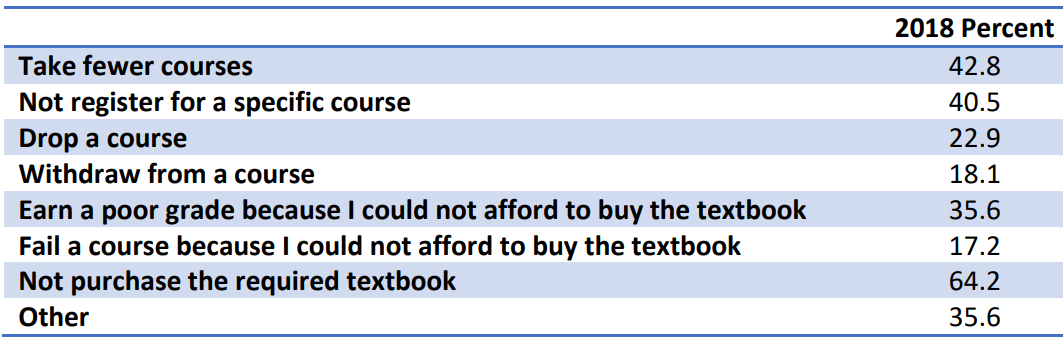 2018 Percent
Take fewer courses 42.8
Not register for a specific course 40.5
Drop a course 22.9
Withdraw from a course 18.1
Earn a poor grade because I could not afford to buy the textbook 35.6
Fail a course because I could not afford to buy the textbook 17.2
Not purchase the required textbook 64.2
Other 35.6